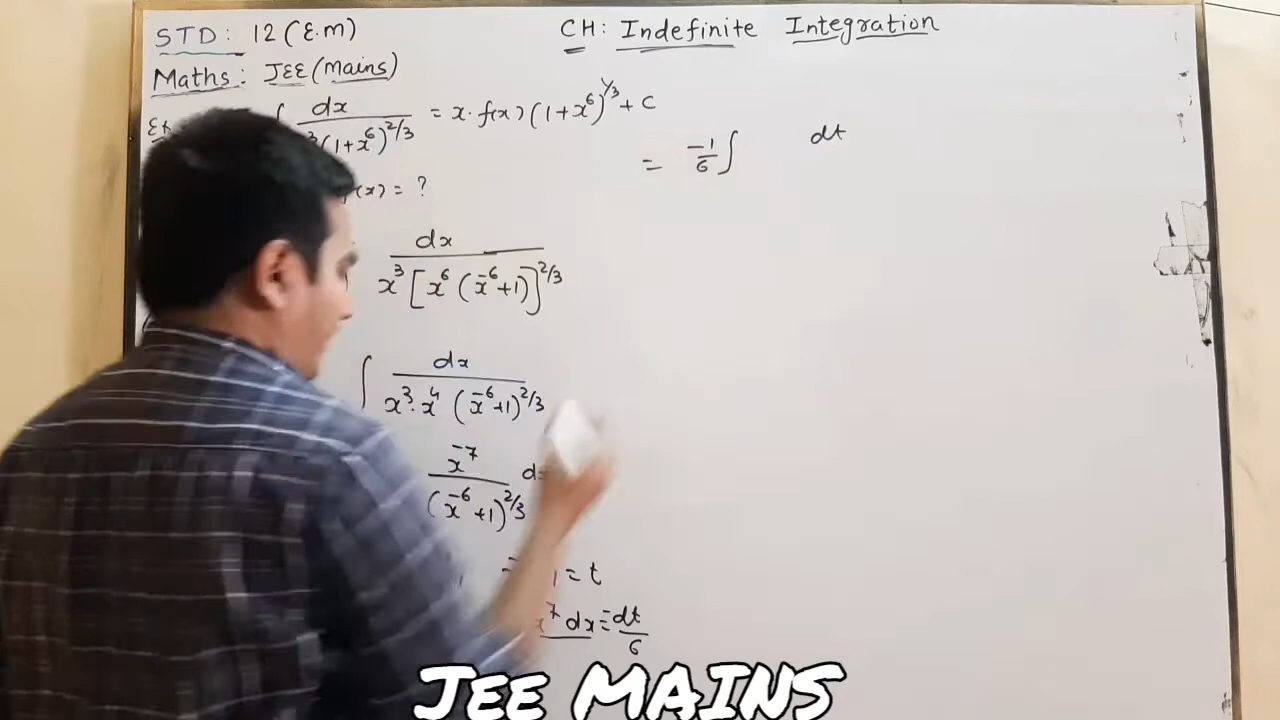 STD: 12 (E.m)
CH: Indefinite Integration
Maths: JEE (Mains)
∫ dx / (1+x⁶)^2/3 = x. f(x) (1+x⁶)^1/3 + c
(x) = ?
= -1/6 ∫ dt
dx / x³ [x⁶ (x⁻⁶+1)]^2/3
∫ dx / x³. x⁴ (x⁻⁶+1)^2/3
x⁻⁷ / (x⁻⁶+1)^2/3
= t
x⁷ dx = dt/6
JEE MAINS